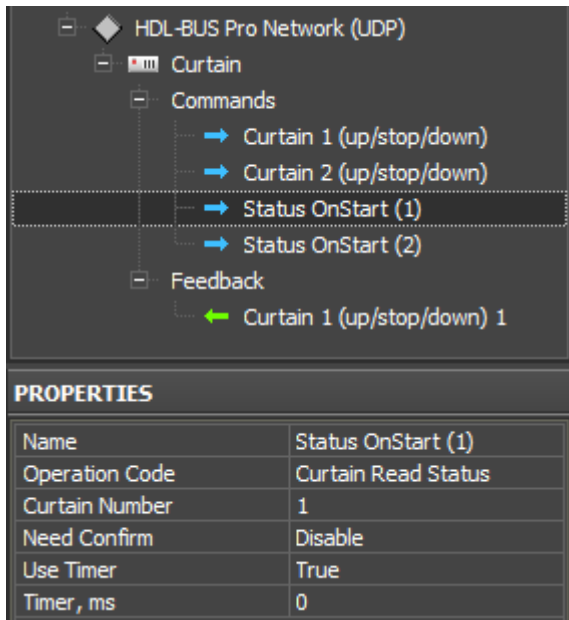 HDL-BUS Pro Network (UDP)
Curtain
Commands
Curtain 1 (up/stop/down)
Curtain 2 (up/stop/down)
Status OnStart (1)
Status OnStart (2)
Feedback
Curtain 1 (up/stop/down) 1
PROPERTIES
Name Status OnStart (1)
Operation Code Curtain Read Status
Curtain Number 1
Need Confirm Disable
Use Timer True
Timer, ms 0